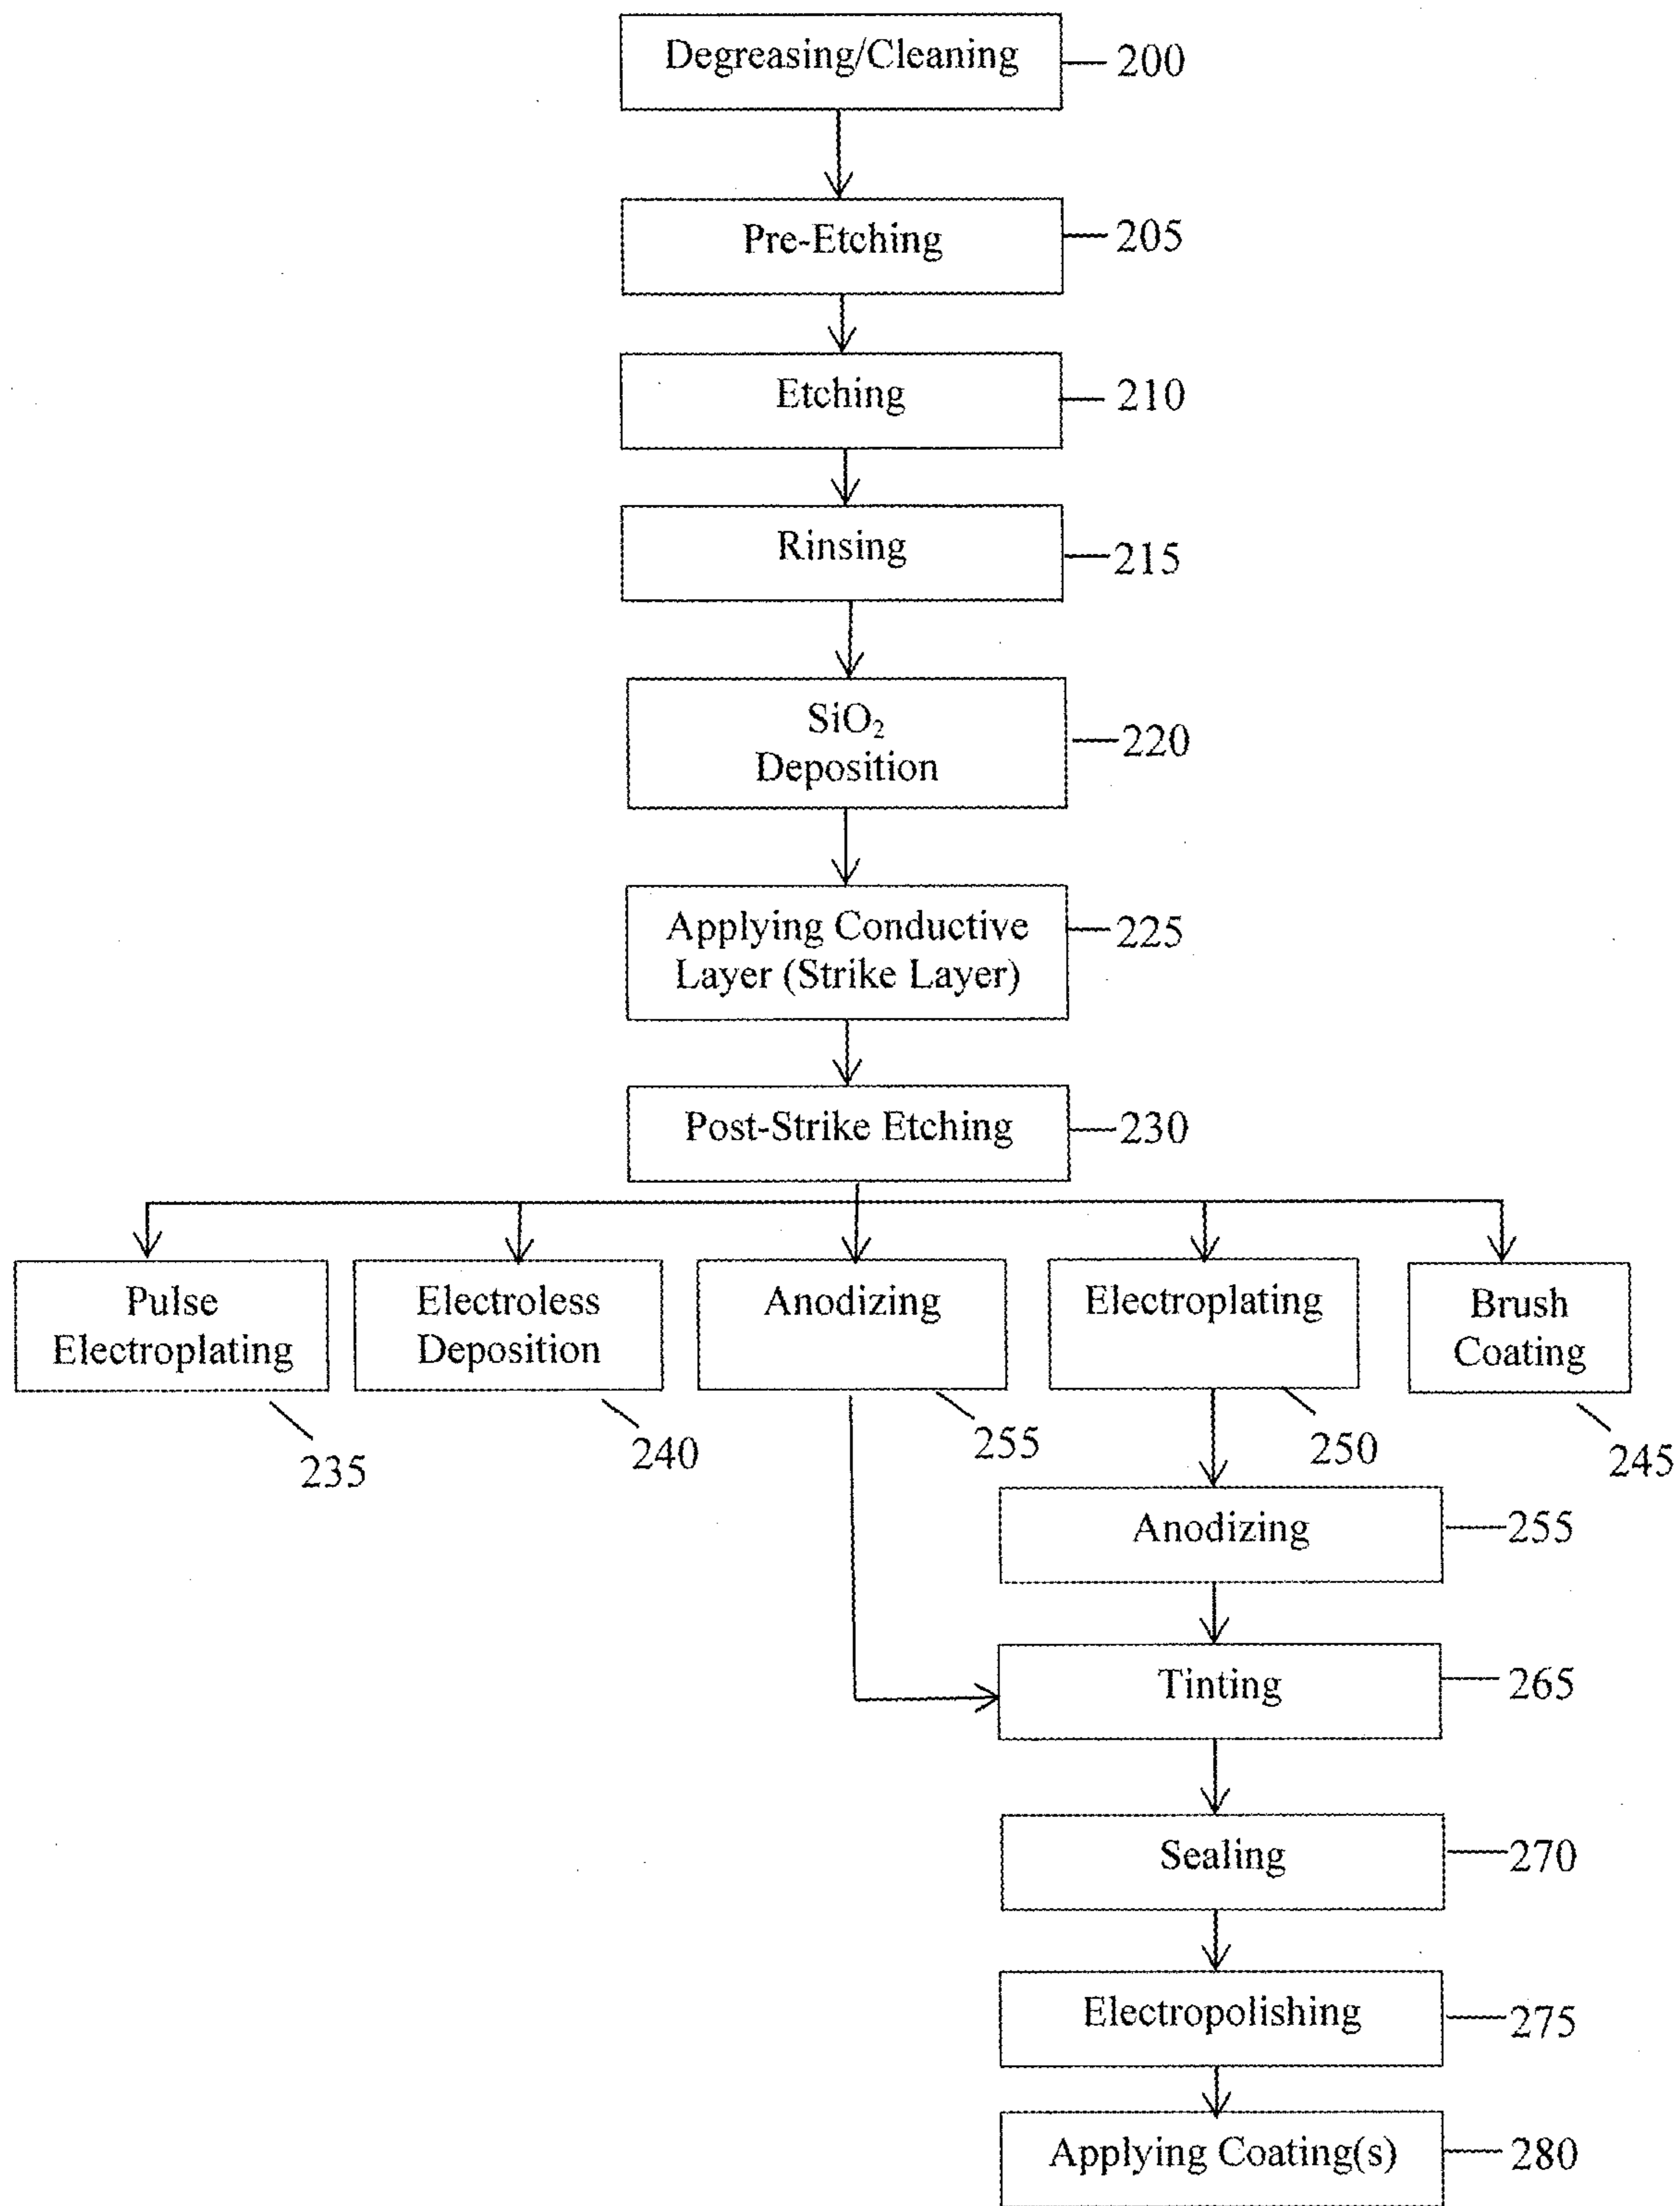 Degreasing/Cleaning
200
Pre-Etching
205
Etching
210
Rinsing
215
SiO₂
Deposition
220
Applying Conductive
Layer (Strike Layer)
225
Post-Strike Etching
230
Pulse
Electroplating
235
Electroless
Deposition
240
Anodizing
255
Electroplating
250
Brush
Coating
245
Anodizing
255
Tinting
265
Sealing
270
Electropolishing
275
Applying Coating(s)
280